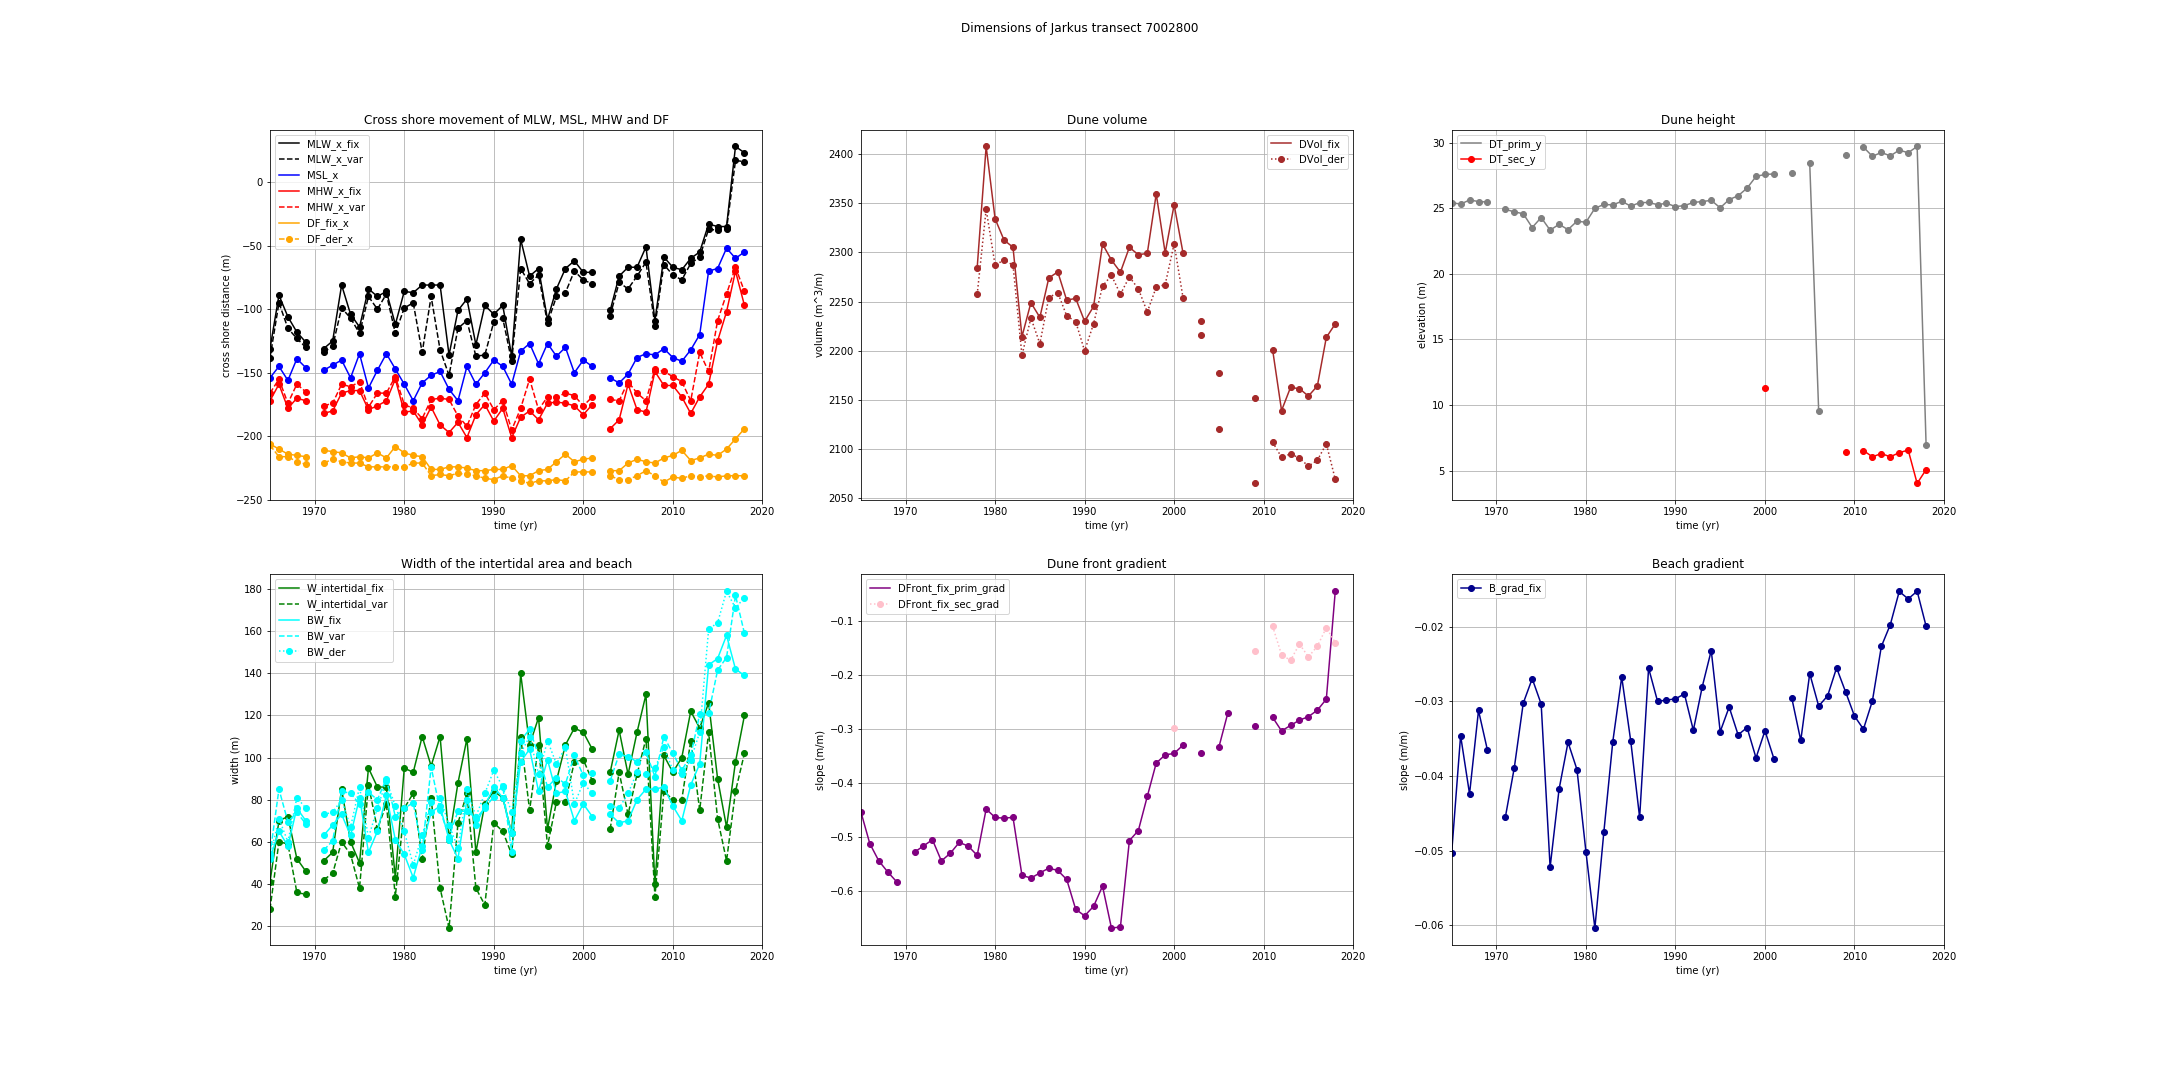 Dimensions of Jarkus transect 7002800
Cross shore movement of MLW, MSL, MHW and DF
MLW_x_fix
MLW_x_var
MSL_x
MHW_x_fix
MHW_x_var
DF_fix_x
DF_der_x
cross shore distance (m)
0
−50
−100
−150
−200
−250
1970 1980 1990 2000 2010 2020
time (yr)
Dune volume
DVol_fix
DVol_der
volume (m^3/m)
2400
2350
2300
2250
2200
2150
2100
2050
1970 1980 1990 2000 2010 2020
time (yr)
Dune height
DT_prim_y
DT_sec_y
elevation (m)
30
25
20
15
10
5
1970 1980 1990 2000 2010 2020
time (yr)
Width of the intertidal area and beach
W_intertidal_fix
W_intertidal_var
BW_fix
BW_var
BW_der
width (m)
180
160
140
120
100
80
60
40
20
1970 1980 1990 2000 2010 2020
time (yr)
Dune front gradient
DFront_fix_prim_grad
DFront_fix_sec_grad
slope (m/m)
−0.1
−0.2
−0.3
−0.4
−0.5
−0.6
1970 1980 1990 2000 2010 2020
time (yr)
Beach gradient
B_grad_fix
slope (m/m)
−0.02
−0.03
−0.04
−0.05
−0.06
1970 1980 1990 2000 2010 2020
time (yr)